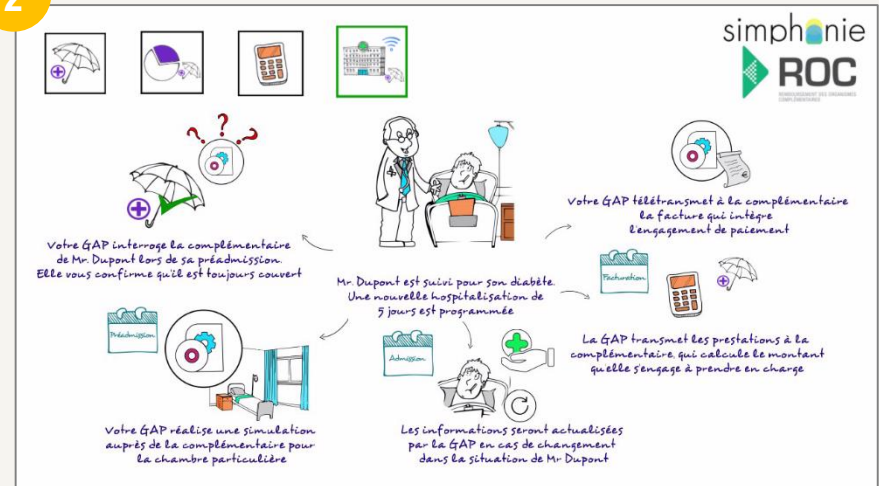 2
simphonie
ROC
REMBOURSEMENT DES ORGANISMES
COMPLÉMENTAIRES
? ? ?
Votre GAP interroge la complémentaire
de Mr. Dupont lors de sa préadmission.
Elle vous confirme qu'il est toujours couvert
Mr. Dupont est suivi pour son diabète.
Une nouvelle hospitalisation de
5 jours est programmée
Votre GAP télétransmet à la complémentaire
la facture qui intègre
l'engagement de paiement
Facturation
La GAP transmet les prestations à la
complémentaire, qui calcule le montant
qu'elle s'engage à prendre en charge
Préadmission
Votre GAP réalise une simulation
auprès de la complémentaire pour
la chambre particulière
Admission
Les informations seront actualisées
par la GAP en cas de changement
dans la situation de Mr Dupont